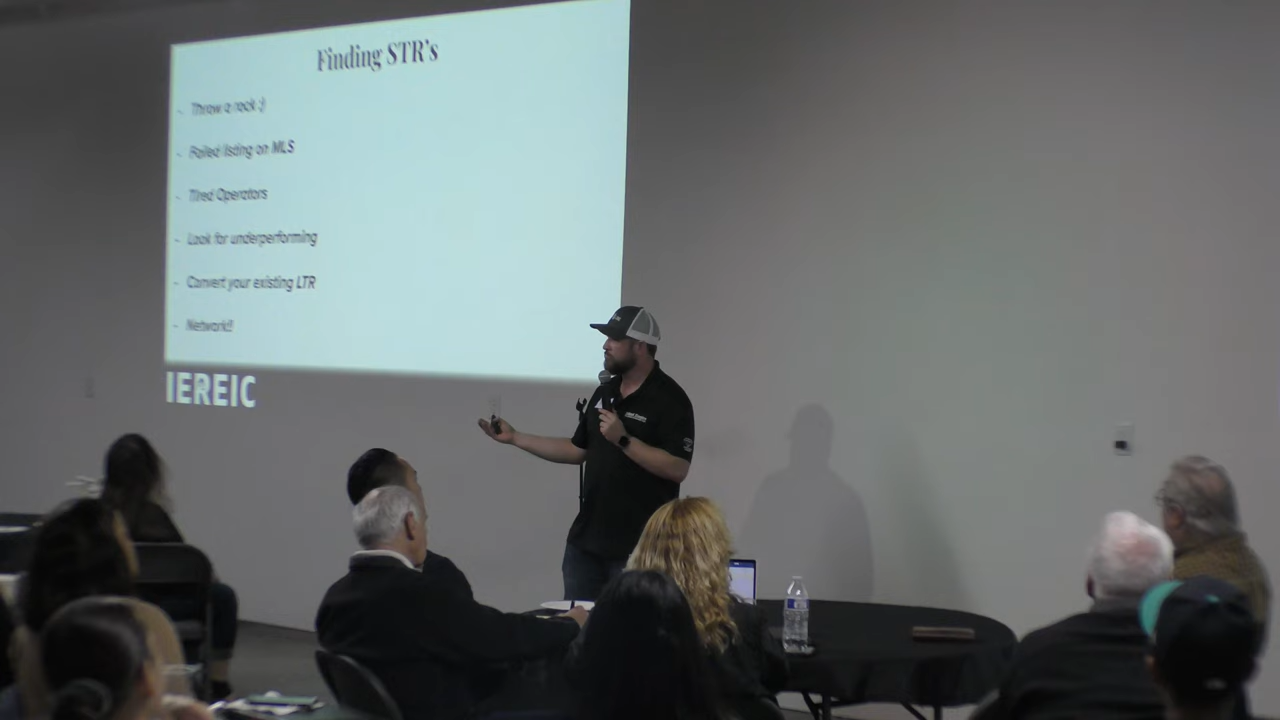 Finding STR's
- Throw a rock :)
- Failed listing on MLS
- Tired Operators
- Look for underperforming
- Convert your existing LTR
- Network!!
IEREIC